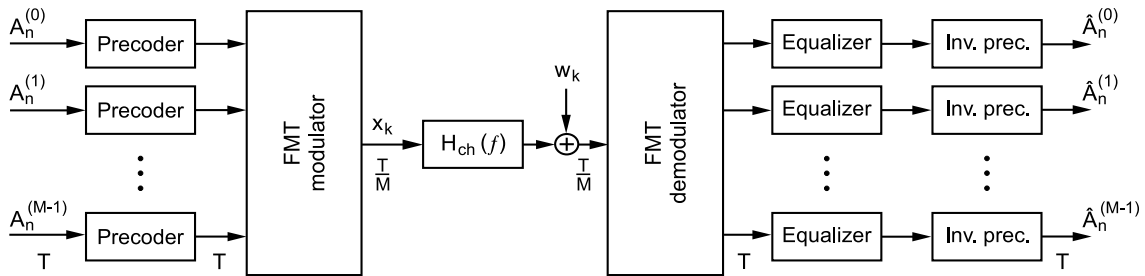 A_n^(0) Precoder FMT modulator x_k T/M H_ch(f) w_k + T/M FMT demodulator Equalizer Inv. prec. Â_n^(0)
A_n^(1) Precoder Equalizer Inv. prec. Â_n^(1)
A_n^(M-1) Precoder Equalizer Inv. prec. Â_n^(M-1)
T T T T